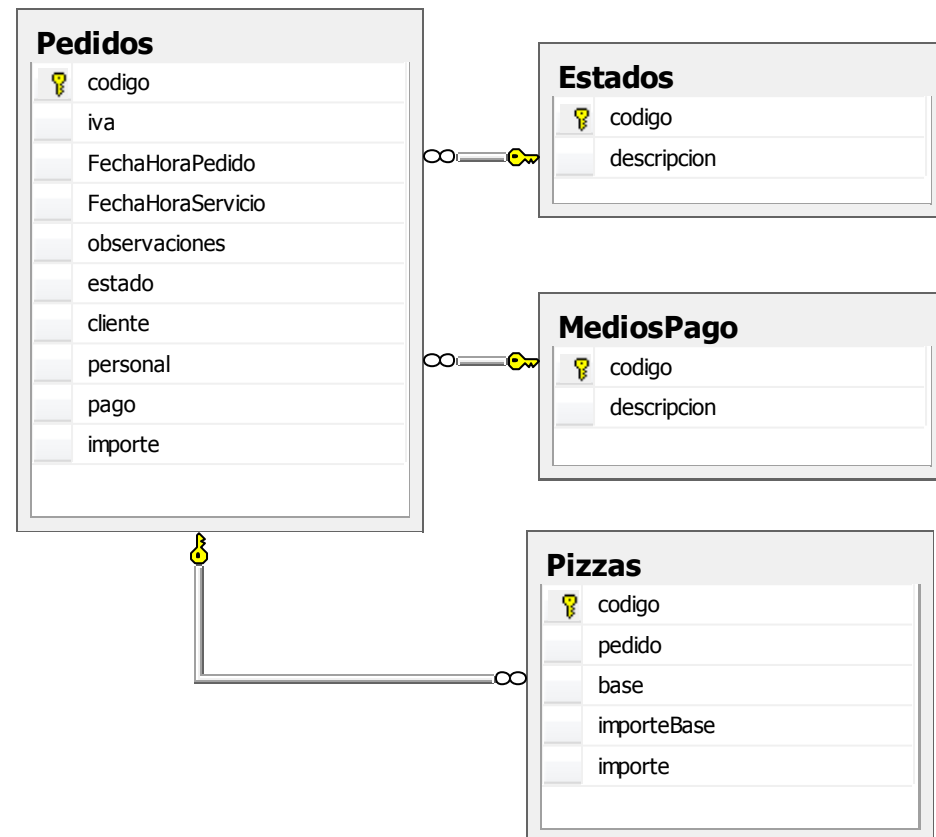 Pedidos
codigo
iva
FechaHoraPedido
FechaHoraServicio
observaciones
estado
cliente
personal
pago
importe
Estados
codigo
descripcion
MediosPago
codigo
descripcion
Pizzas
codigo
pedido
base
importeBase
importe